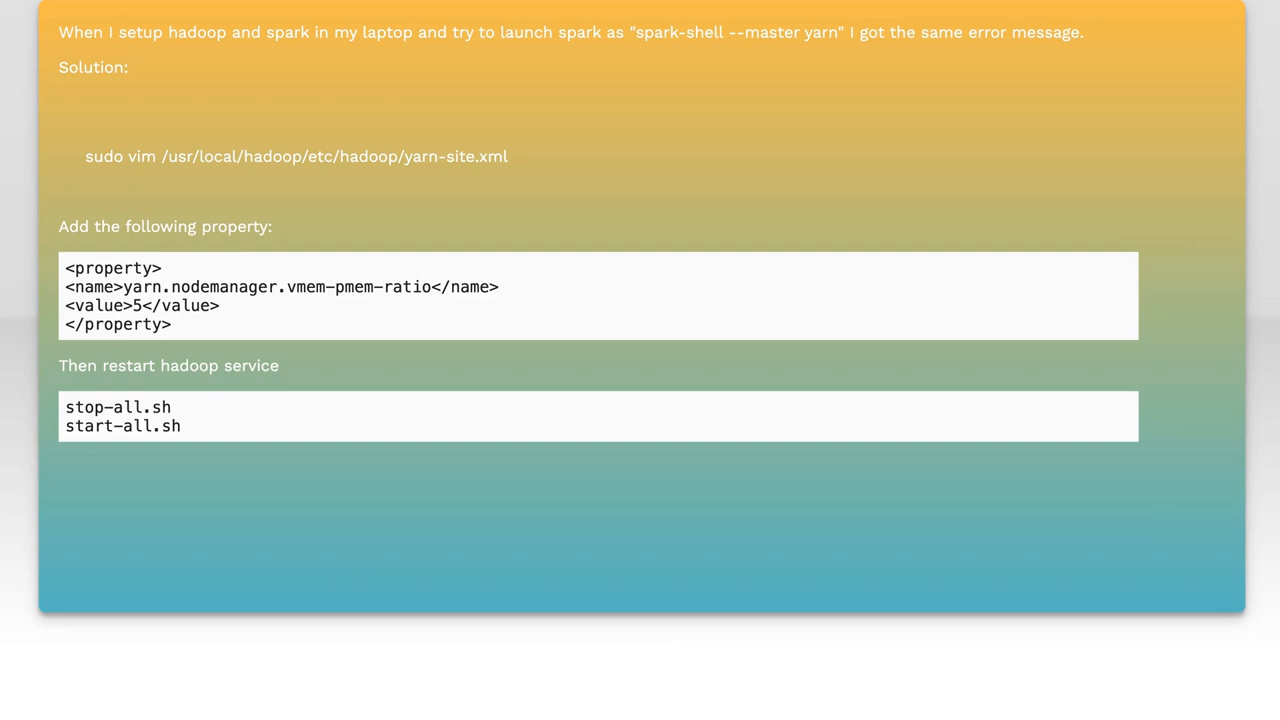 When I setup hadoop and spark in my laptop and try to launch spark as "spark-shell --master yarn" I got the same error message.
Solution:
sudo vim /usr/local/hadoop/etc/hadoop/yarn-site.xml
Add the following property:
<property>
<name>yarn.nodemanager.vmem-pmem-ratio</name>
<value>5</value>
</property>
Then restart hadoop service
stop-all.sh
start-all.sh